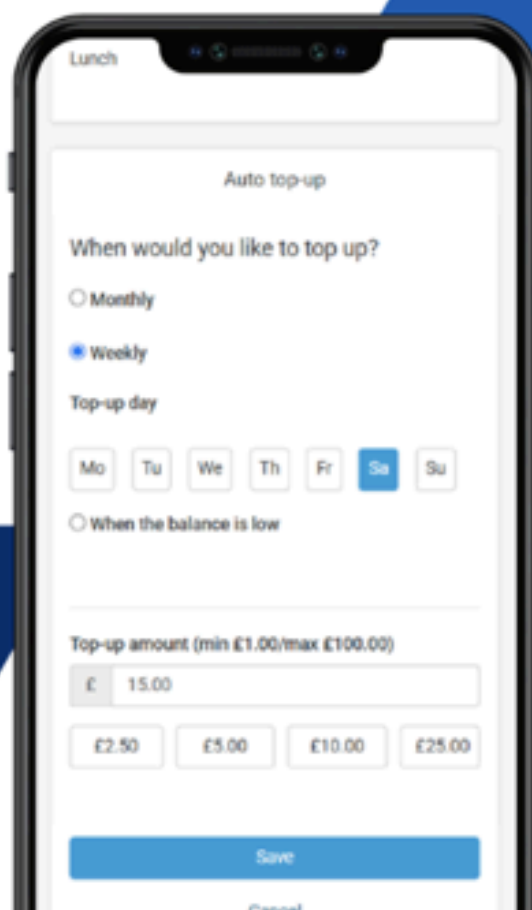 Lunch
Auto top-up
When would you like to top up?
Monthly
Weekly
Top-up day
Mo Tu We Th Fr Sa Su
When the balance is low
Top-up amount (min £1.00/max £100.00)
£ 15.00
£2.50 £5.00 £10.00 £25.00
Save
Cancel